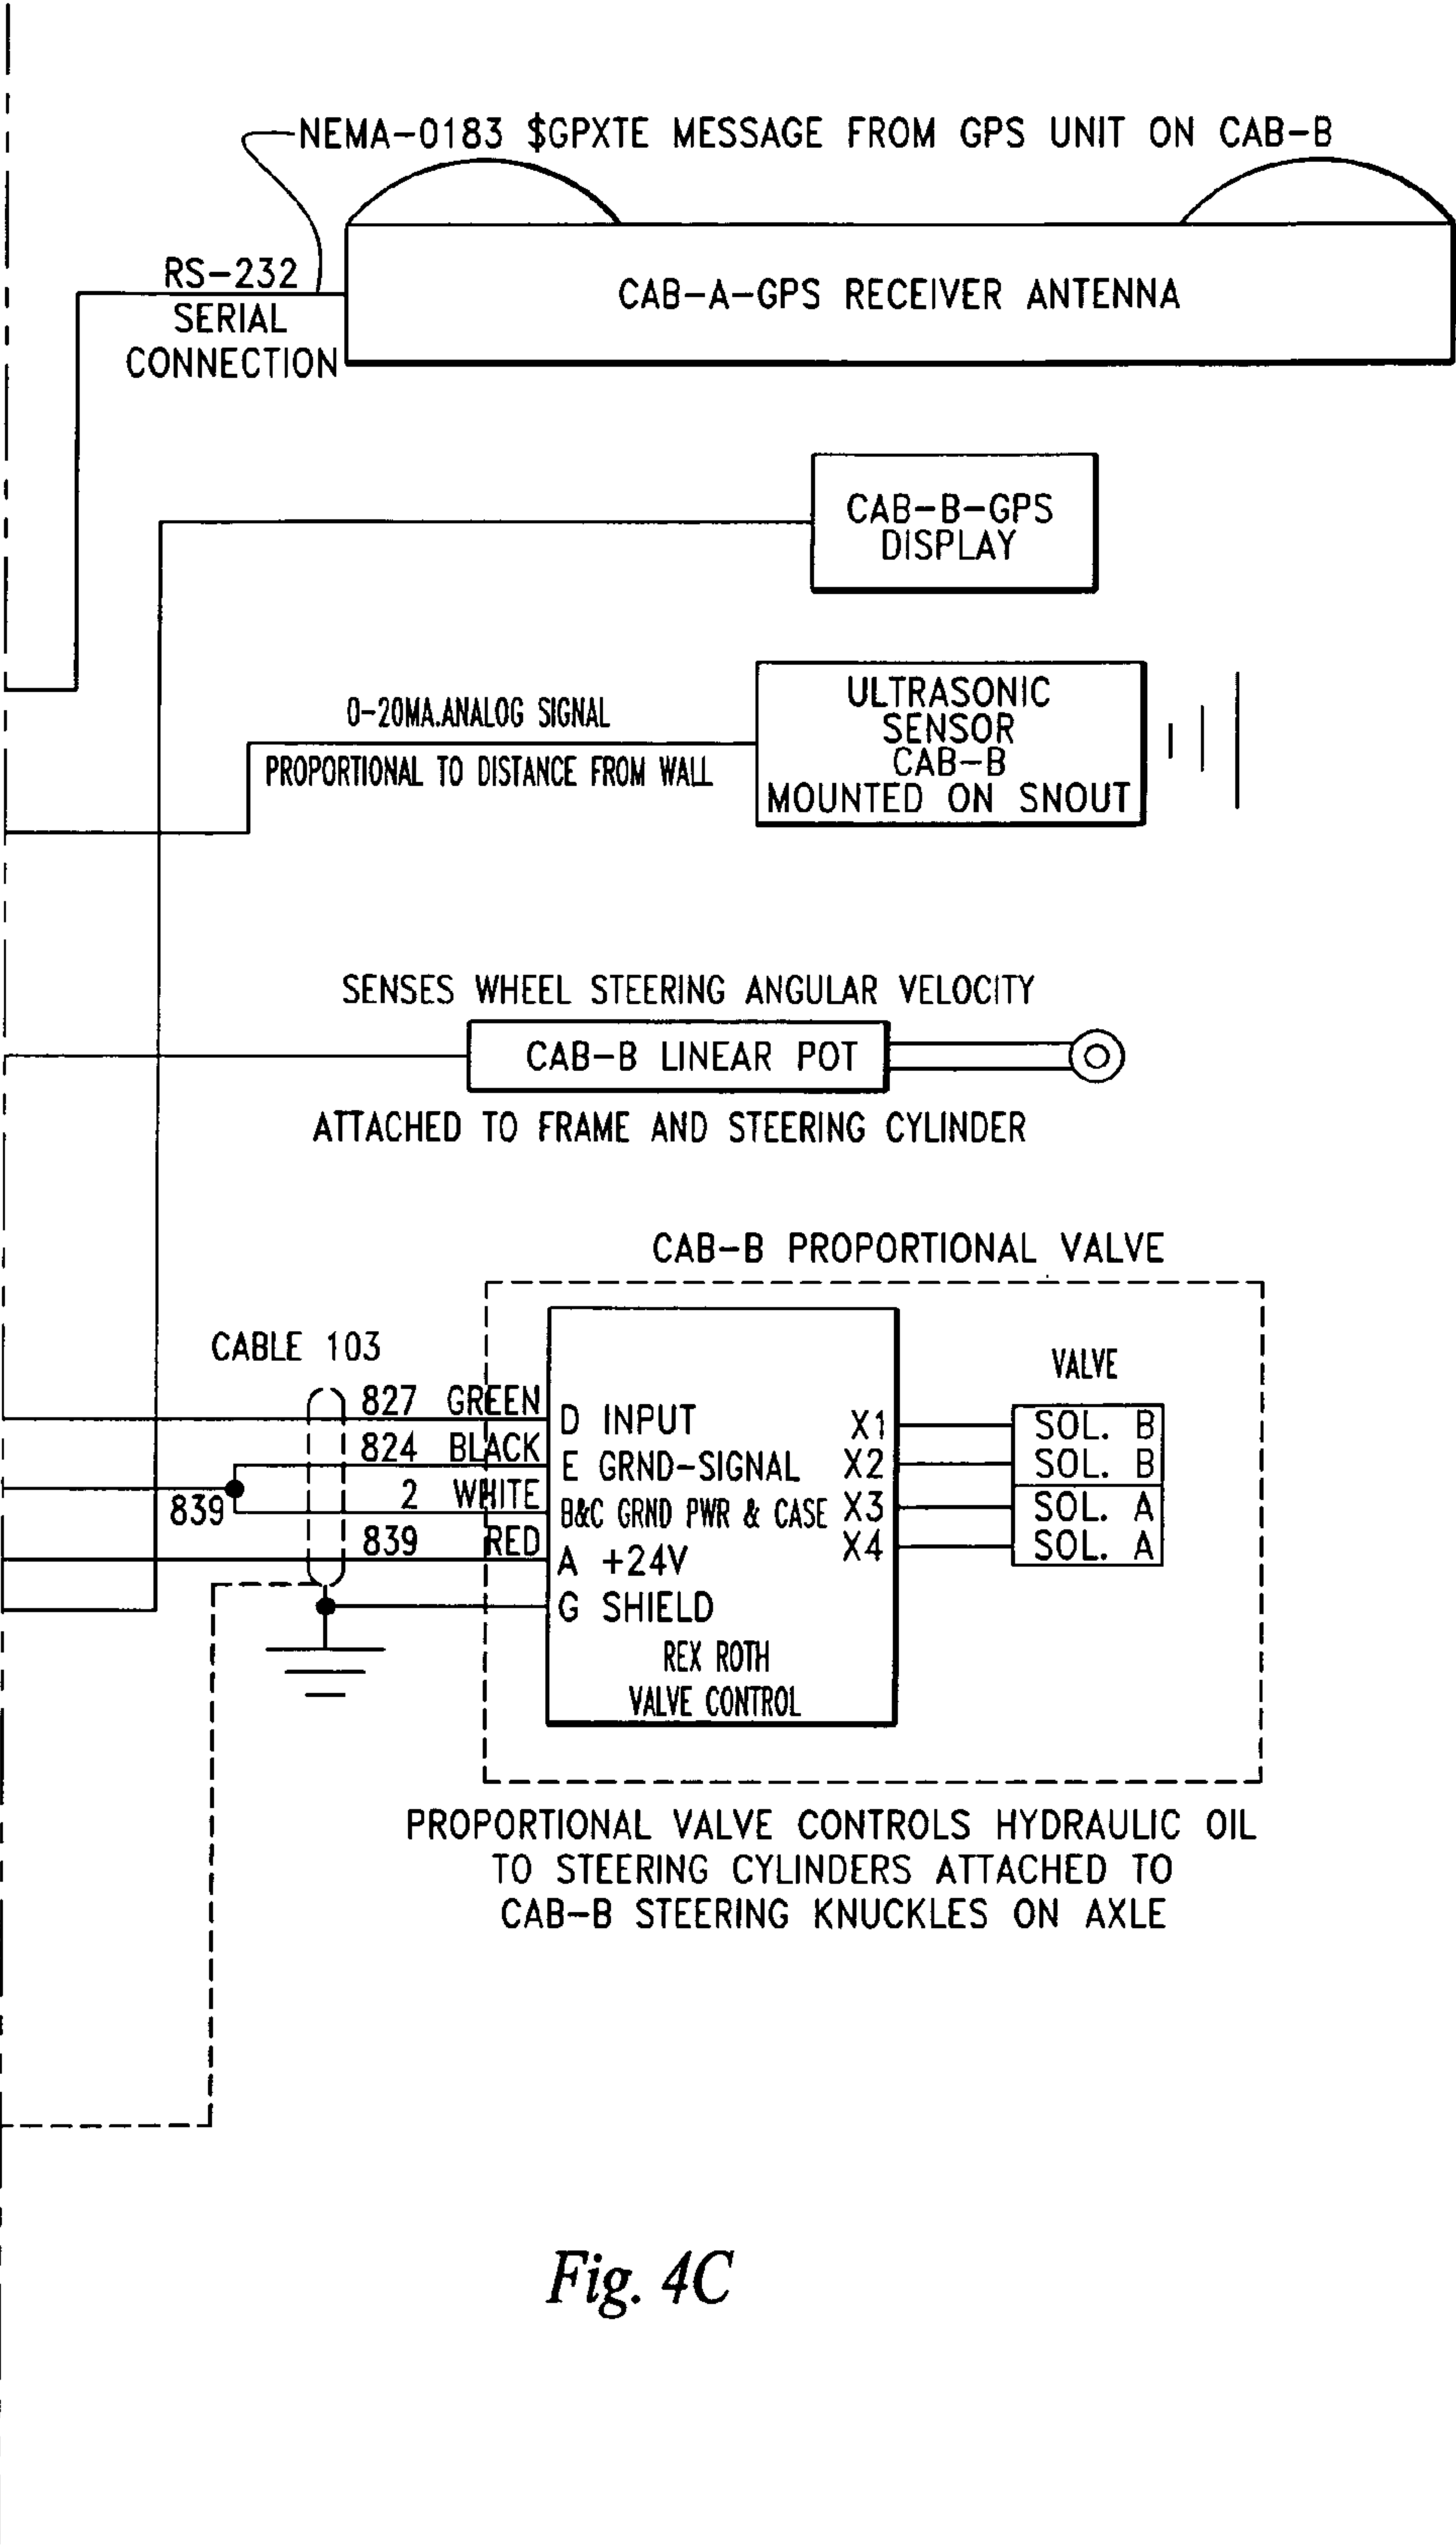 NEMA-0183 $GPXTE MESSAGE FROM GPS UNIT ON CAB-B
RS-232
SERIAL
CONNECTION
CAB-A-GPS RECEIVER ANTENNA
CAB-B-GPS
DISPLAY
0-20MA.ANALOG SIGNAL
PROPORTIONAL TO DISTANCE FROM WALL
ULTRASONIC
SENSOR
CAB-B
MOUNTED ON SNOUT
SENSES WHEEL STEERING ANGULAR VELOCITY
CAB-B LINEAR POT
ATTACHED TO FRAME AND STEERING CYLINDER
CAB-B PROPORTIONAL VALVE
CABLE 103
VALVE
827 GREEN
D INPUT
X1
SOL. B
824 BLACK
E GRND-SIGNAL
X2
SOL. B
839
2 WHITE
B&C GRND PWR & CASE
X3
SOL. A
839 RED
A +24V
X4
SOL. A
G SHIELD
REX ROTH
VALVE CONTROL
PROPORTIONAL VALVE CONTROLS HYDRAULIC OIL
TO STEERING CYLINDERS ATTACHED TO
CAB-B STEERING KNUCKLES ON AXLE
Fig. 4C